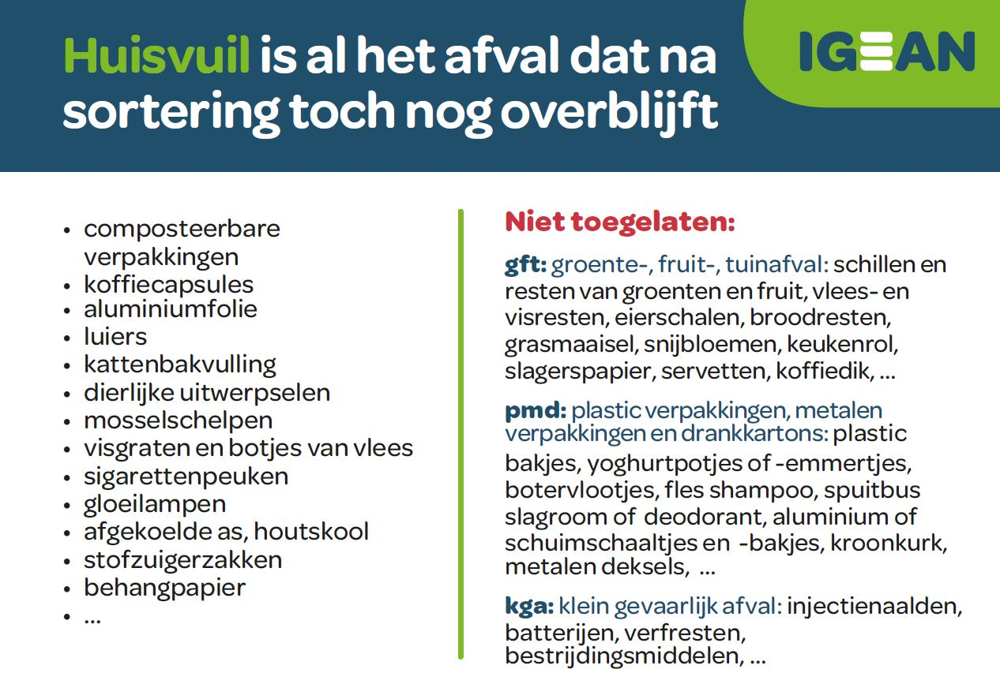 Huisvuil is al het afval dat na
sortering toch nog overblijft
IGEAN
• composteerbare
verpakkingen
• koffiecapsules
• aluminiumfolie
• luiers
• kattenbakvulling
• dierlijke uitwerpselen
• mosselschelpen
• visgraten en botjes van vlees
• sigarettenpeuken
• gloeilampen
• afgekoelde as, houtskool
• stofzuigerzakken
• behangpapier
• ...
Niet toegelaten:
gft: groente-, fruit-, tuinafval: schillen en
resten van groenten en fruit, vlees- en
visresten, eierschalen, broodresten,
grasmaaisel, snijbloemen, keukenrol,
slagerspapier, servetten, koffiedik, ...
pmd: plastic verpakkingen, metalen
verpakkingen en drankkartons: plastic
bakjes, yoghurtpotjes of -emmertjes,
botervlootjes, fles shampoo, spuitbus
slagroom of deodorant, aluminium of
schuimschaaltjes en -bakjes, kroonkurk,
metalen deksels, ...
kga: klein gevaarlijk afval: injectienaalden,
batterijen, verfresten,
bestrijdingsmiddelen, ...